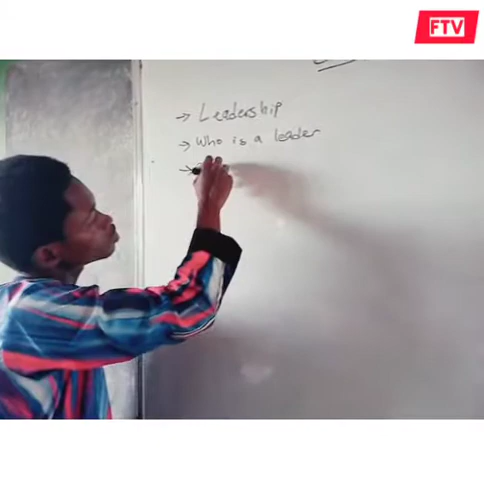 FTV
→ Leadership
→ Who is a leader
→